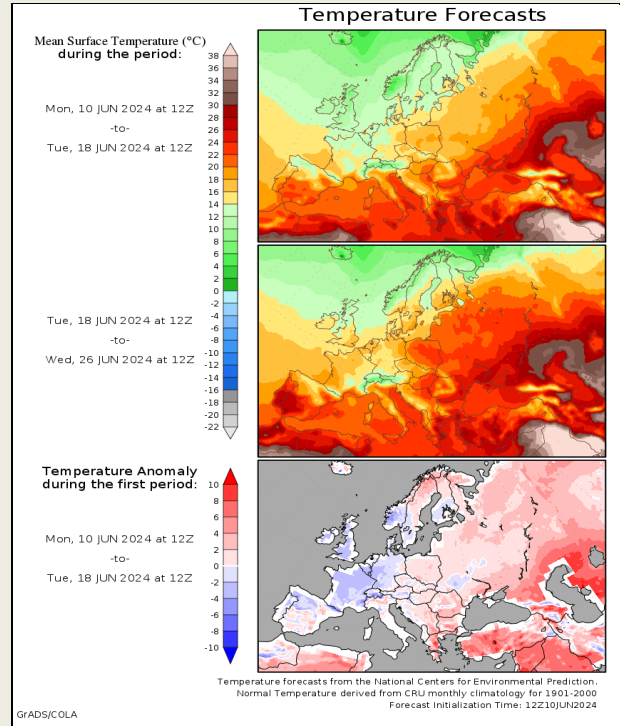 Temperature Forecasts
Mean Surface Temperature (°C)
during the period:
Mon, 10 JUN 2024 at 12Z
-to-
Tue, 18 JUN 2024 at 12Z
Tue, 18 JUN 2024 at 12Z
-to-
Wed, 26 JUN 2024 at 12Z
38
36
34
32
30
28
26
24
22
20
18
16
14
12
10
8
6
4
2
0
-2
-4
-6
-8
-10
-12
-14
-16
-18
-20
-22
Temperature Anomaly
during the first period:
Mon, 10 JUN 2024 at 12Z
-to-
Tue, 18 JUN 2024 at 12Z
10
8
6
4
2
0
-2
-4
-6
-8
-10
Temperature forecasts from the National Centers for Environmental Prediction.
Normal Temperature derived from CRU monthly climatology for 1901-2000
Forecast Initialization Time: 12Z10JUN2024
GrADS/COLA